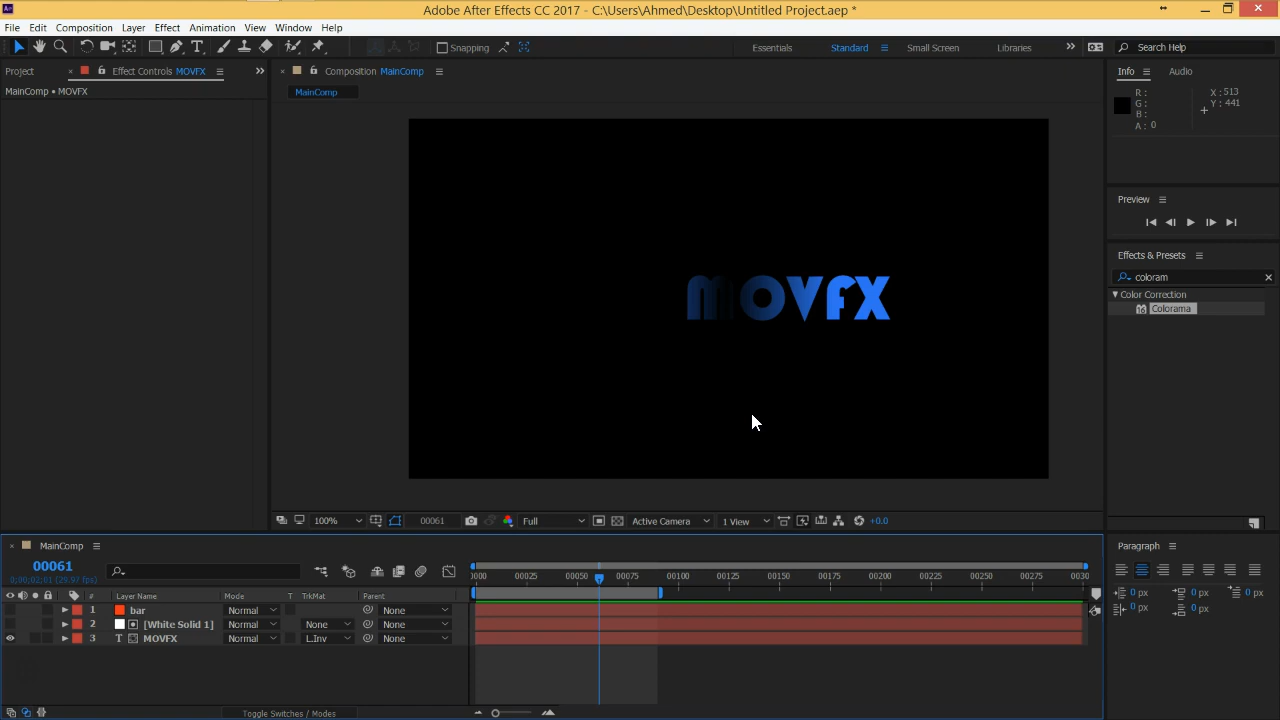 Adobe After Effects CC 2017 - C:\Users\Ahmed\Desktop\Untitled Project.aep *
File Edit Composition Layer Effect Animation View Window Help
Snapping Essentials Standard Small Screen Libraries Search Help
Project Effect Controls MOVFX Composition MainComp Info Audio
MainComp • MOVFX
MainComp
R : X : 513
G : Y : 441
B :
A : 0
Preview
Effects & Presets
coloram
Color Correction
Colorama
MOVFX
100% 00061 Full Active Camera 1 View +0.0
MainComp Paragraph
00061
0;00;02;01 (29.97 fps)
0000 00025 00050 00075 00100 00125 00150 00175 00200 00225 00250 00275 0030
# Layer Name Mode T TrkMat Parent
0 px 0 px 0 px
0 px 0 px
1 bar Normal None
2 [White Solid 1] Normal None None
3 T MOVFX Normal L.Inv None
Toggle Switches / Modes